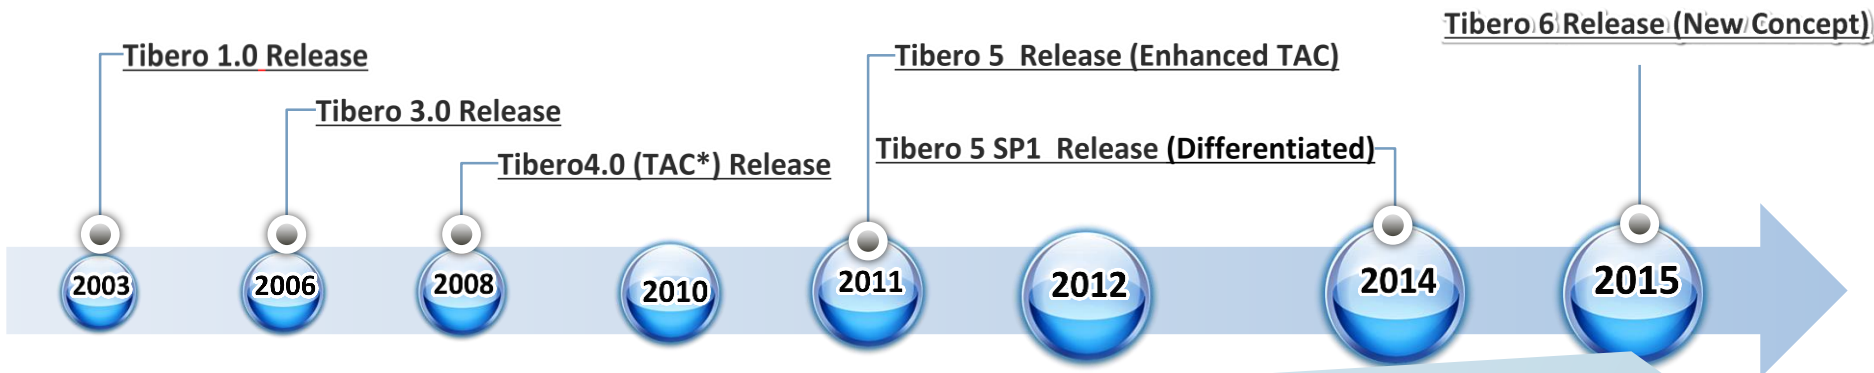 Tibero 6 Release (New Concept)
Tibero 1.0 Release
Tibero 5 Release (Enhanced TAC)
Tibero 3.0 Release
Tibero 5 SP1 Release (Differentiated)
Tibero4.0 (TAC*) Release
2003
2006
2008
2010
2011
2012
2014
2015